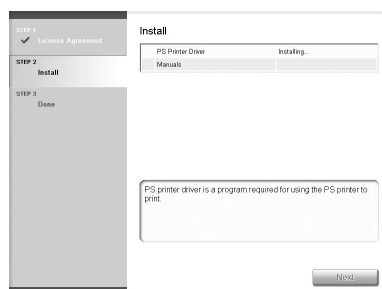 STEP 1
License Agreement
STEP 2
Install
STEP 3
Done
Install
PS Printer Driver Installing...
Manuals
PS printer driver is a program required for using the PS printer to
print.
Next